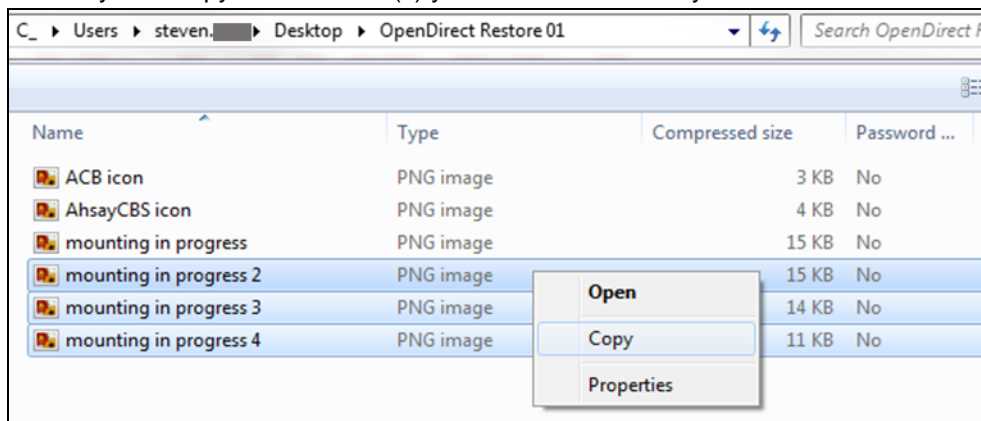 C_ ▸ Users ▸ steven. ▸ Desktop ▸ OpenDirect Restore 01 Search OpenDirect
Name Type Compressed size Password ...
ACB icon PNG image 3 KB No
AhsayCBS icon PNG image 4 KB No
mounting in progress PNG image 15 KB No
mounting in progress 2 PNG image 15 KB No
Open
mounting in progress 3 PNG image 14 KB No
mounting in progress 4 PNG image 11 KB No
Copy
Properties